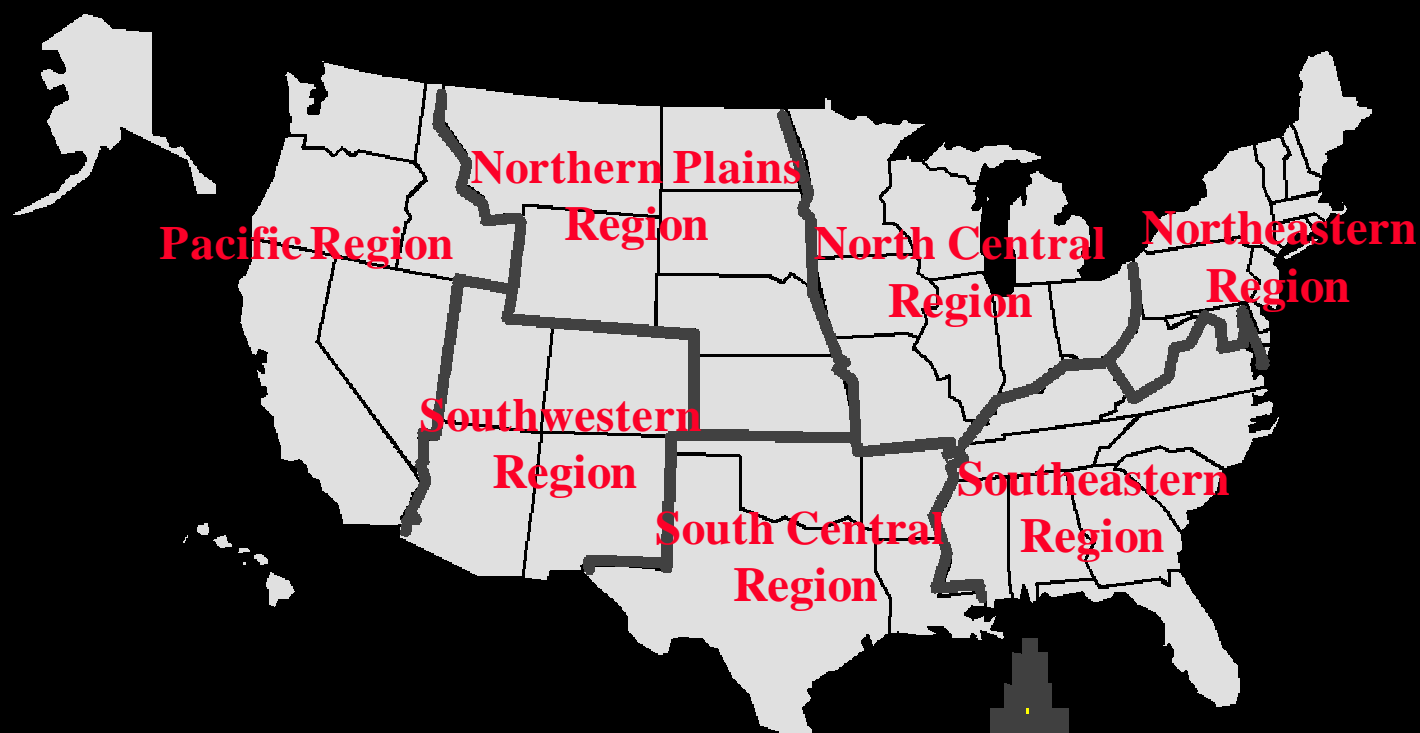 Northern Plains
Region
Pacific Region
North Central
Region
Northeastern
Region
Southwestern
Region
Southeastern
Region
South Central
Region